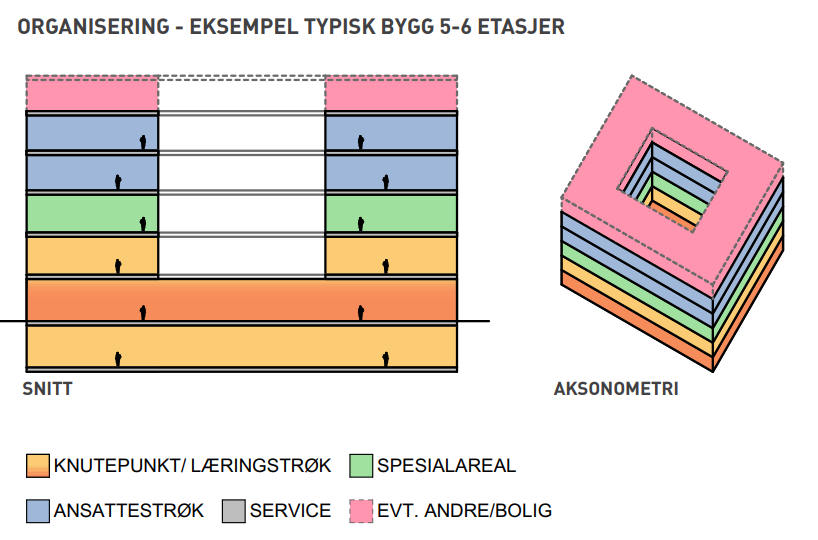 ORGANISERING - EKSEMPEL TYPISK BYGG 5-6 ETASJER
SNITT
AKSONOMETRI
KNUTEPUNKT/ LÆRINGSTRØK
SPESIALAREAL
ANSATTESTRØK
SERVICE
EVT. ANDRE/BOLIG